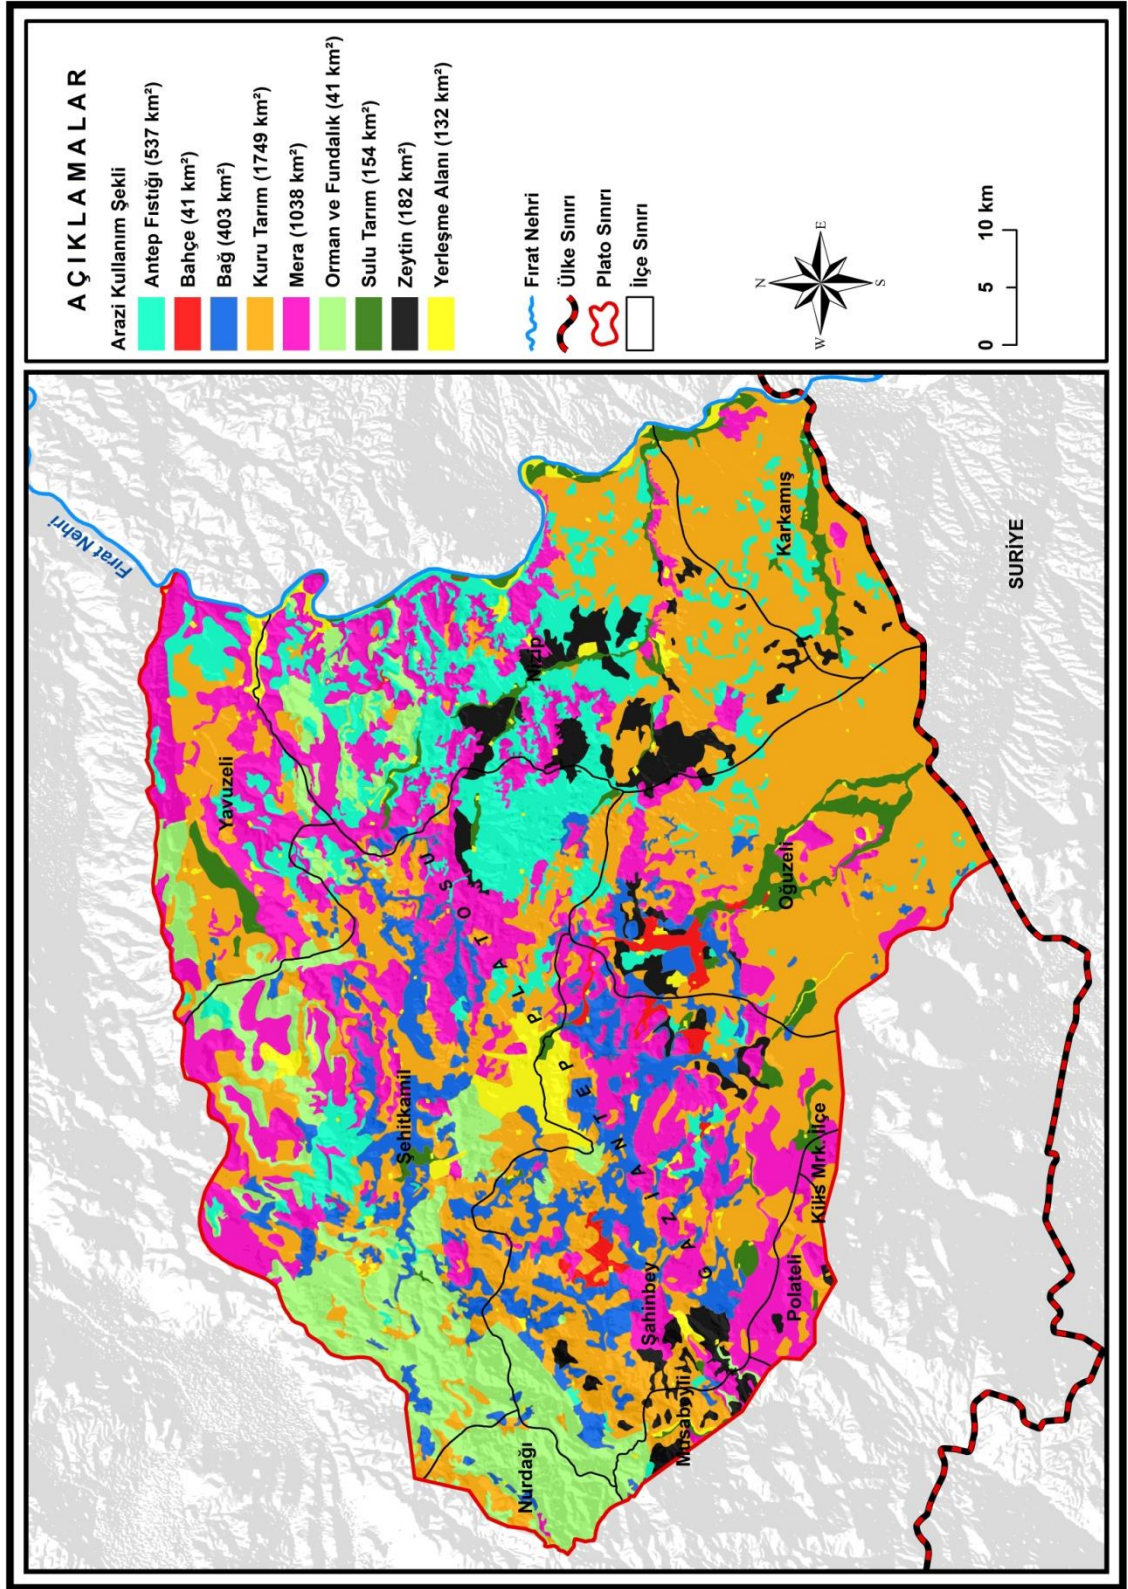 AÇIKLAMALAR
Arazi Kullanım Şekli
Antep Fıstığı (537 km²)
Bahçe (41 km²)
Bağ (403 km²)
Kuru Tarım (1749 km²)
Mera (1038 km²)
Orman ve Fundalık (41 km²)
Sulu Tarım (154 km²)
Zeytin (182 km²)
Yerleşme Alanı (132 km²)
Fırat Nehri
Ülke Sınırı
Plato Sınırı
İlçe Sınırı
N
W
E
S
0 5 10 km
Fırat Nehri
Yavuzeli
Nizip
Karkamış
SURİYE
Oğuzeli
Şehitkamil
GAZİANTEP PLATOSU
Kilis Mrk. İlçe
Polateli
Şahinbey
Musabeyli
Nurdağı